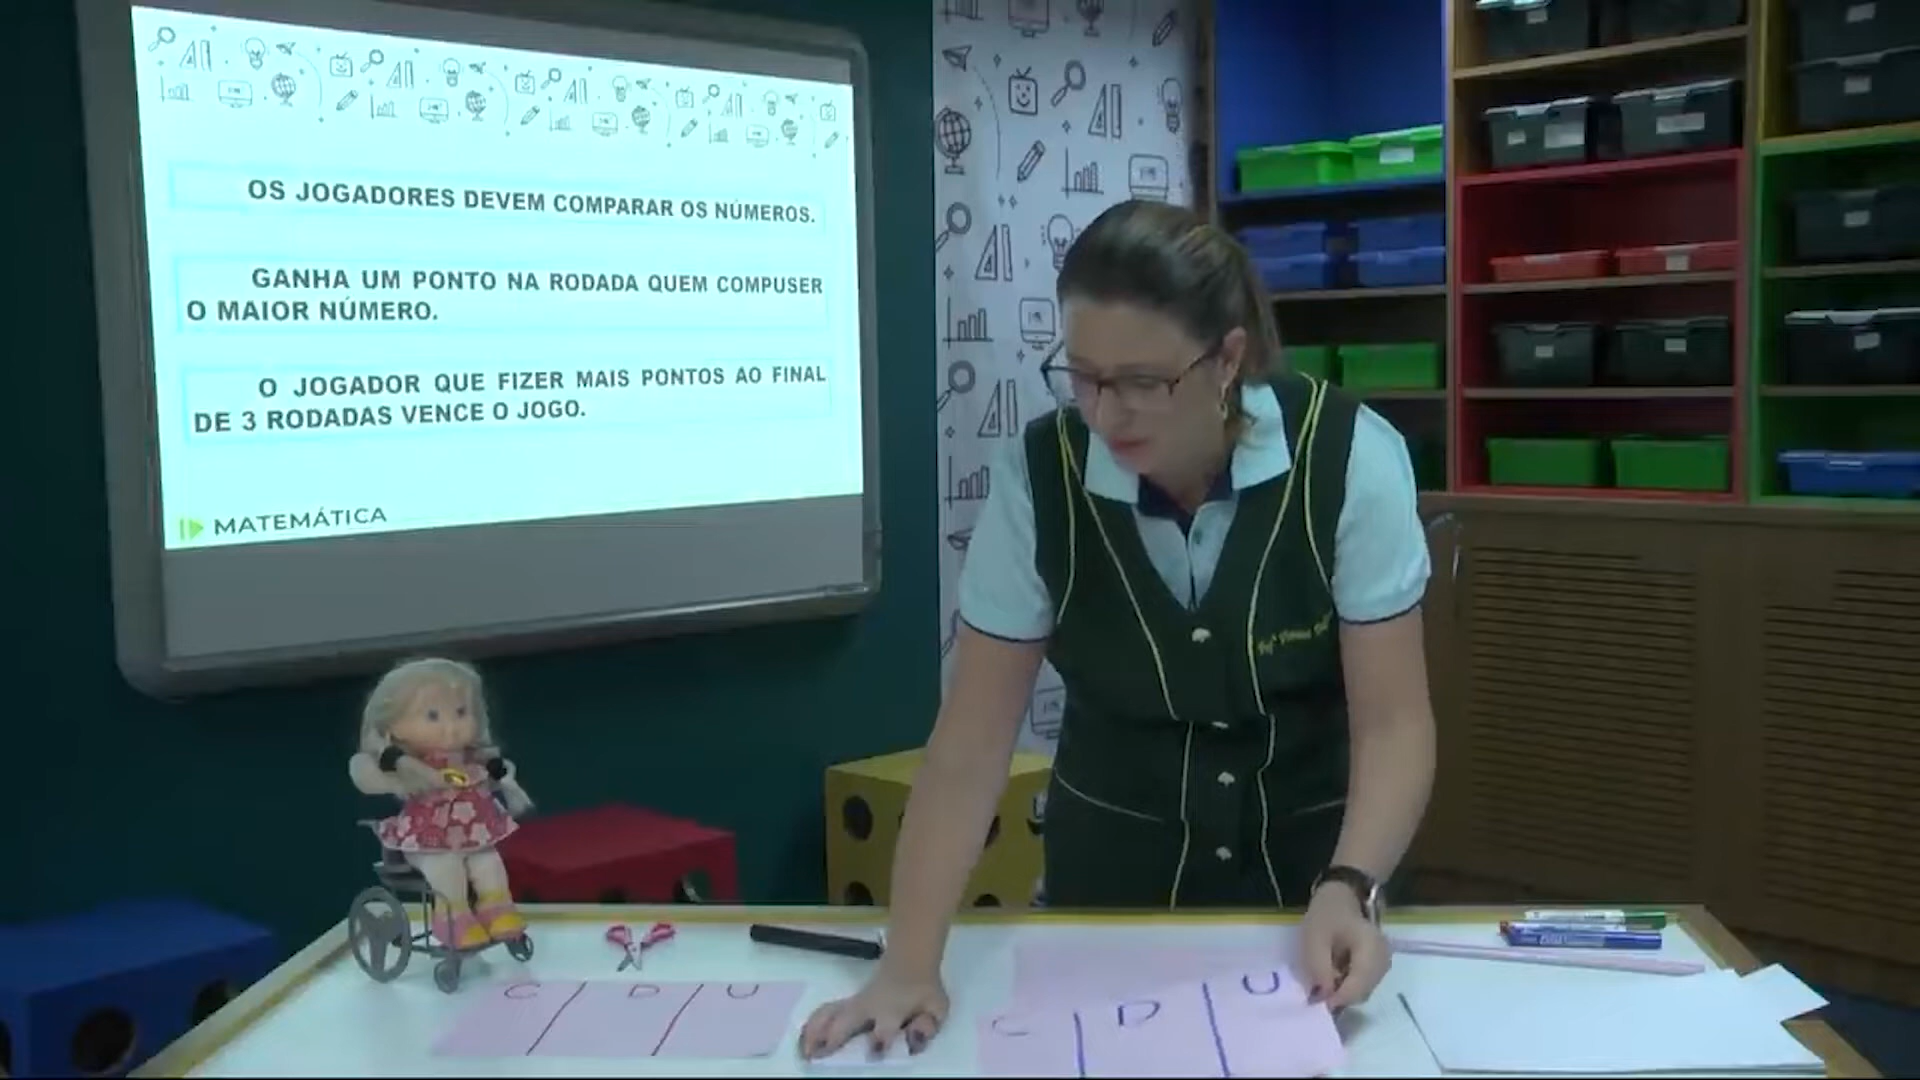 OS JOGADORES DEVEM COMPARAR OS NÚMEROS.
GANHA UM PONTO NA RODADA QUEM COMPUSER
O MAIOR NÚMERO.
O JOGADOR QUE FIZER MAIS PONTOS AO FINAL
DE 3 RODADAS VENCE O JOGO.
MATEMÁTICA
C D U
C D U